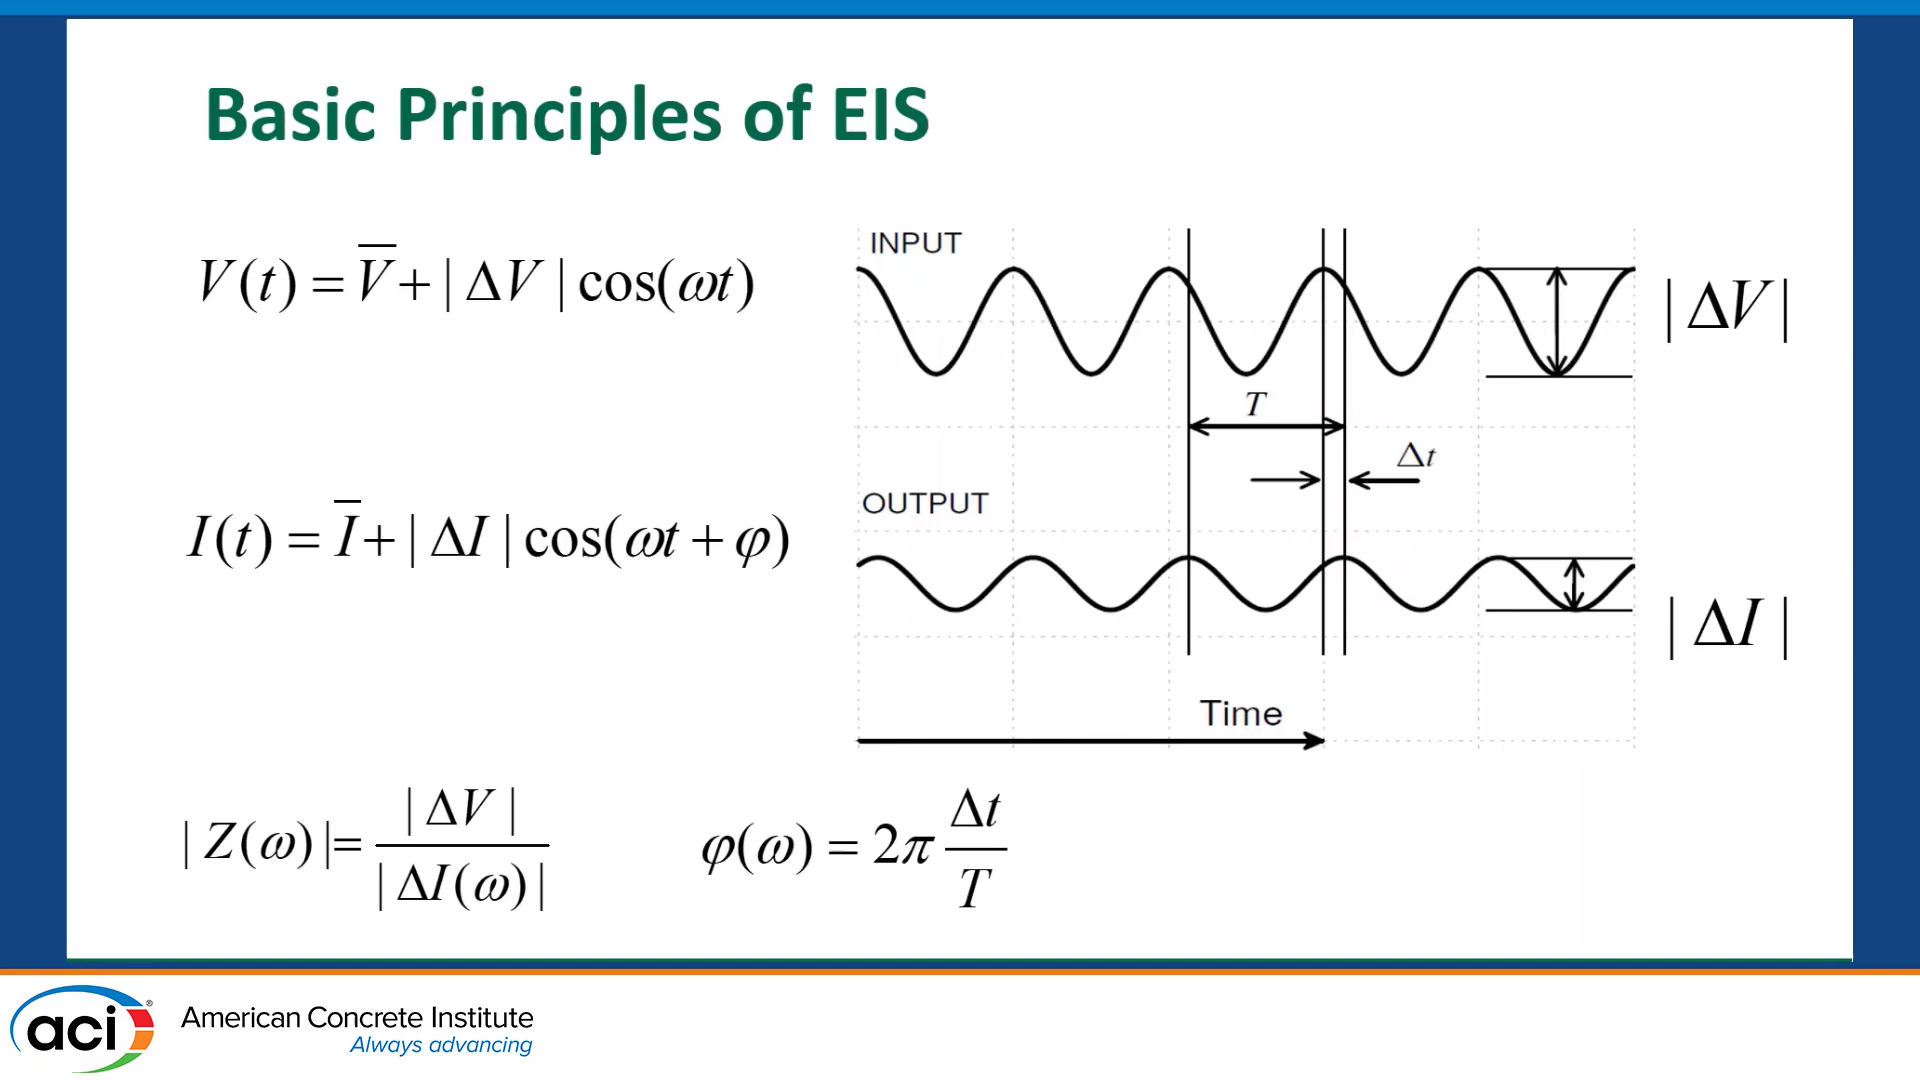 Basic Principles of EIS
V(t) = V̅ + | ΔV | cos(ωt)
INPUT
| ΔV |
T
Δt
OUTPUT
I(t) = I̅ + | ΔI | cos(ωt + φ)
| ΔI |
Time
| Z(ω) |= | ΔV | / | ΔI(ω) |
φ(ω) = 2π Δt / T
aci®
American Concrete Institute
Always advancing